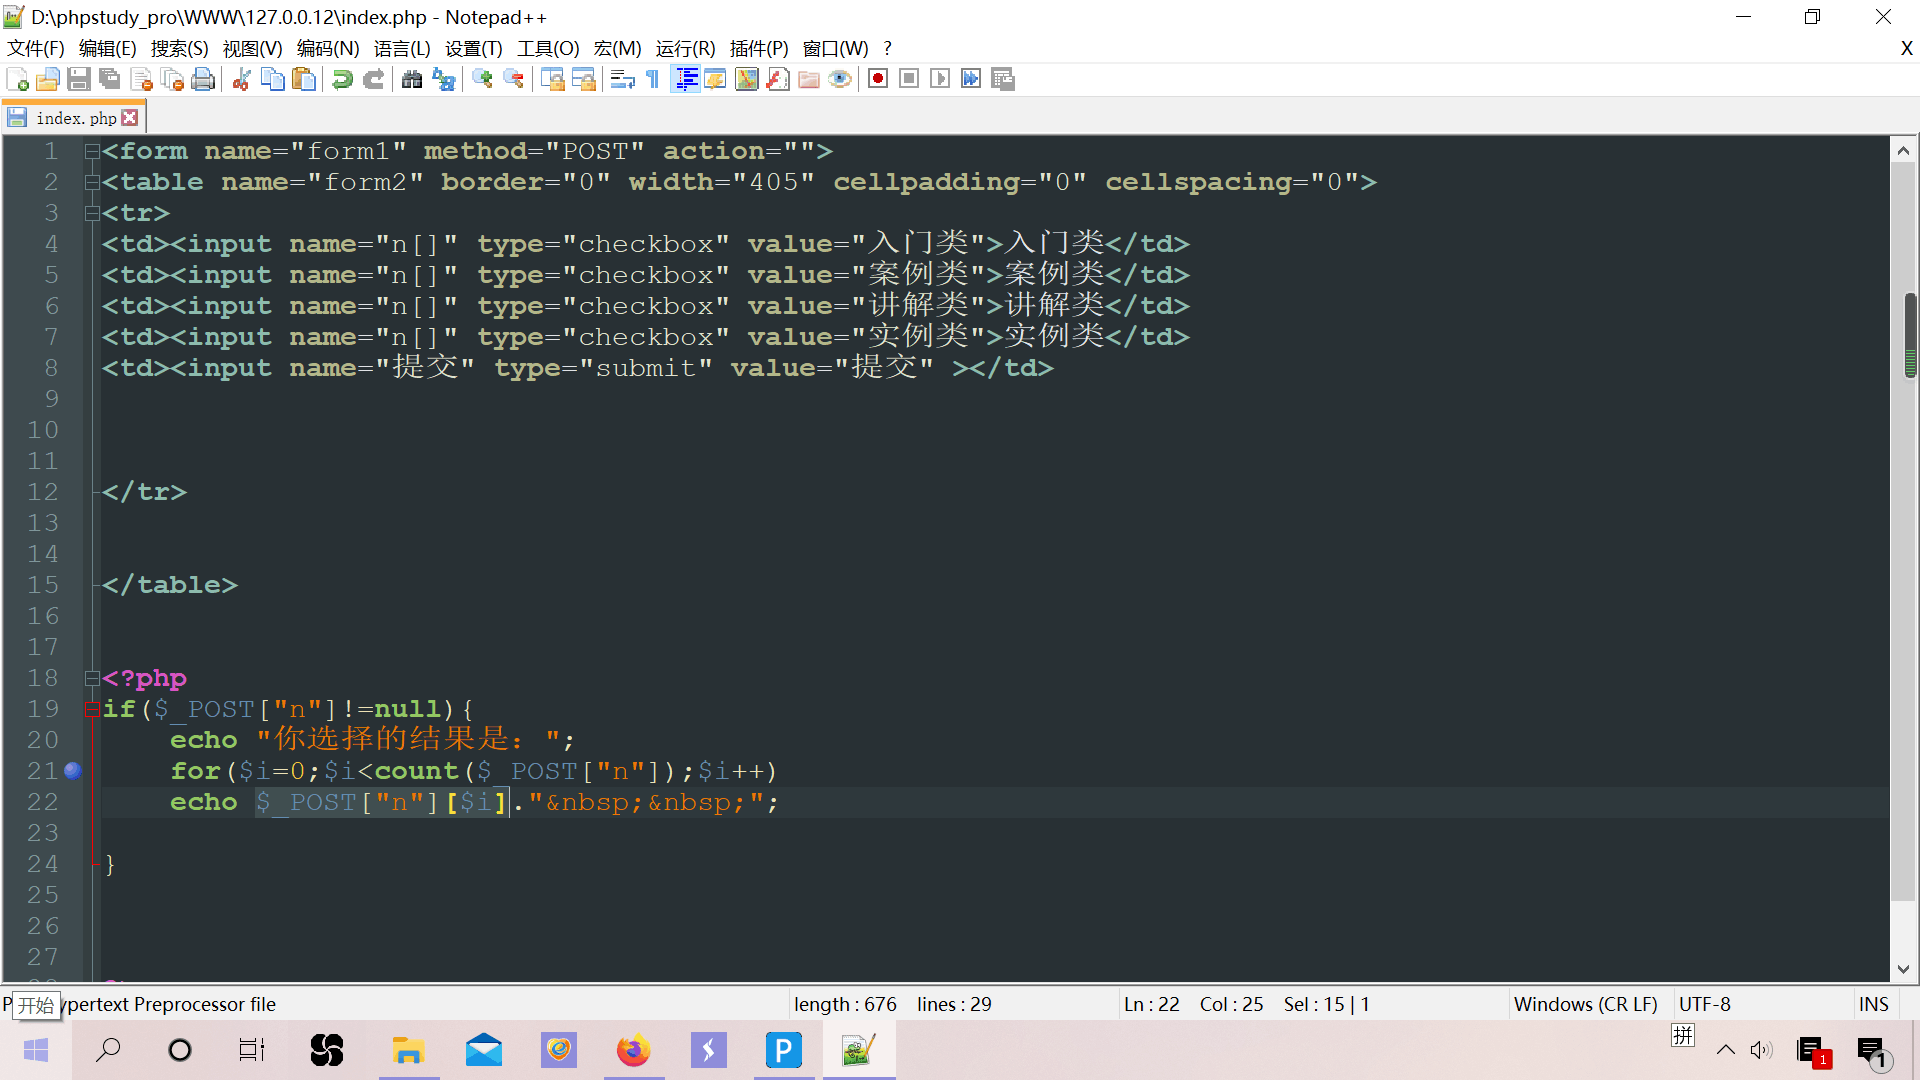 D:\phpstudy_pro\WWW\127.0.0.12\index.php - Notepad++
文件(F) 编辑(E) 搜索(S) 视图(V) 编码(N) 语言(L) 设置(T) 工具(O) 宏(M) 运行(R) 插件(P) 窗口(W) ? X
index.php
1 <form name="form1" method="POST" action="">
2 <table name="form2" border="0" width="405" cellpadding="0" cellspacing="0">
3 <tr>
4 <td><input name="n[]" type="checkbox" value="入门类">入门类</td>
5 <td><input name="n[]" type="checkbox" value="案例类">案例类</td>
6 <td><input name="n[]" type="checkbox" value="讲解类">讲解类</td>
7 <td><input name="n[]" type="checkbox" value="实例类">实例类</td>
8 <td><input name="提交" type="submit" value="提交" ></td>
9
10
11
12 </tr>
13
14
15 </table>
16
17
18 <?php
19 if($_POST["n"]!=null){
20 echo "你选择的结果是：";
21 for($i=0;$i<count($_POST["n"]);$i++)
22 echo $_POST["n"][$i]."&nbsp;&nbsp;";
23
24 }
25
26
27
P 开始 ypertext Preprocessor file length : 676 lines : 29 Ln : 22 Col : 25 Sel : 15 | 1 Windows (CR LF) UTF-8 INS
拼
P 1 1